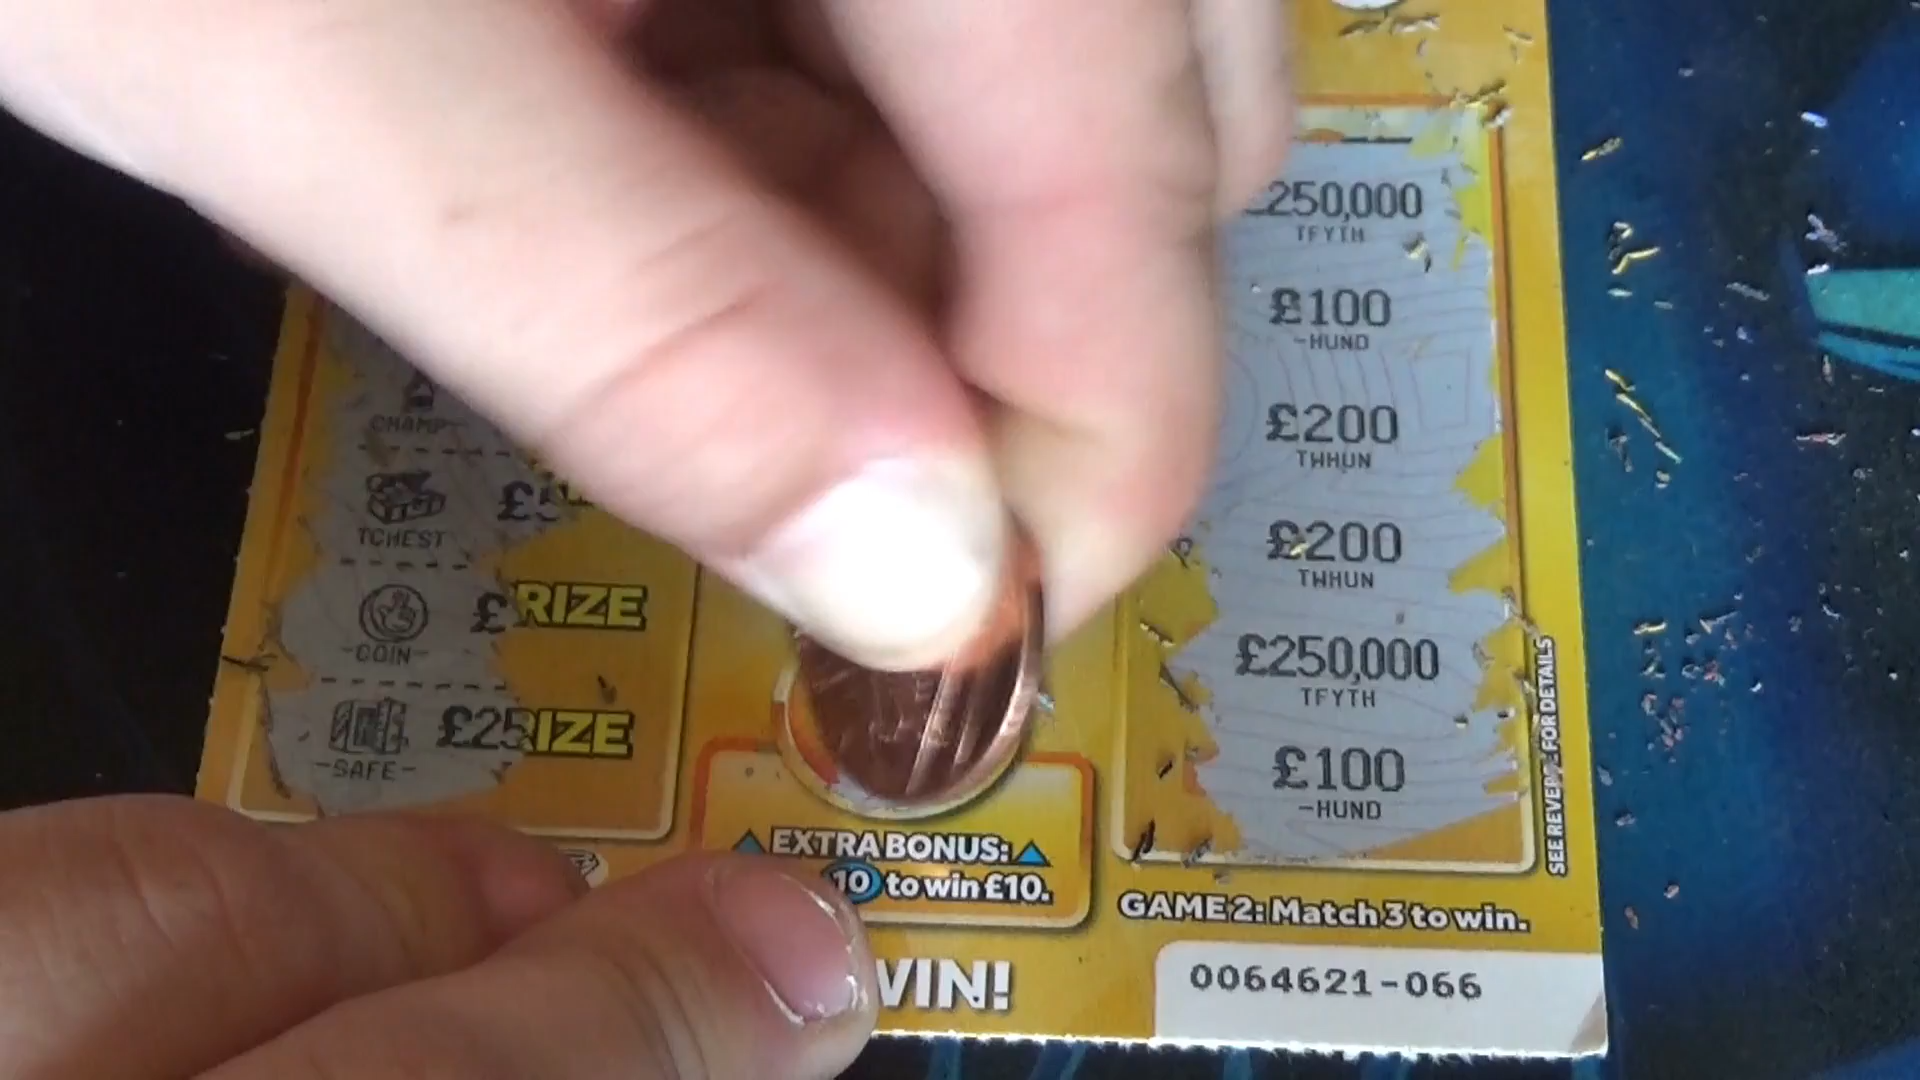 CHAMP
TCHEST
£
RIZE
COIN
£25
RIZE
SAFE
EXTRA BONUS:
10 to win £10.
WIN!
250,000
TFYTH
£100
HUND
£200
TWHUN
£200
TWHUN
£250,000
TFYTH
£100
HUND
GAME 2: Match 3 to win.
SEE REVERSE FOR DETAILS
0064621-066